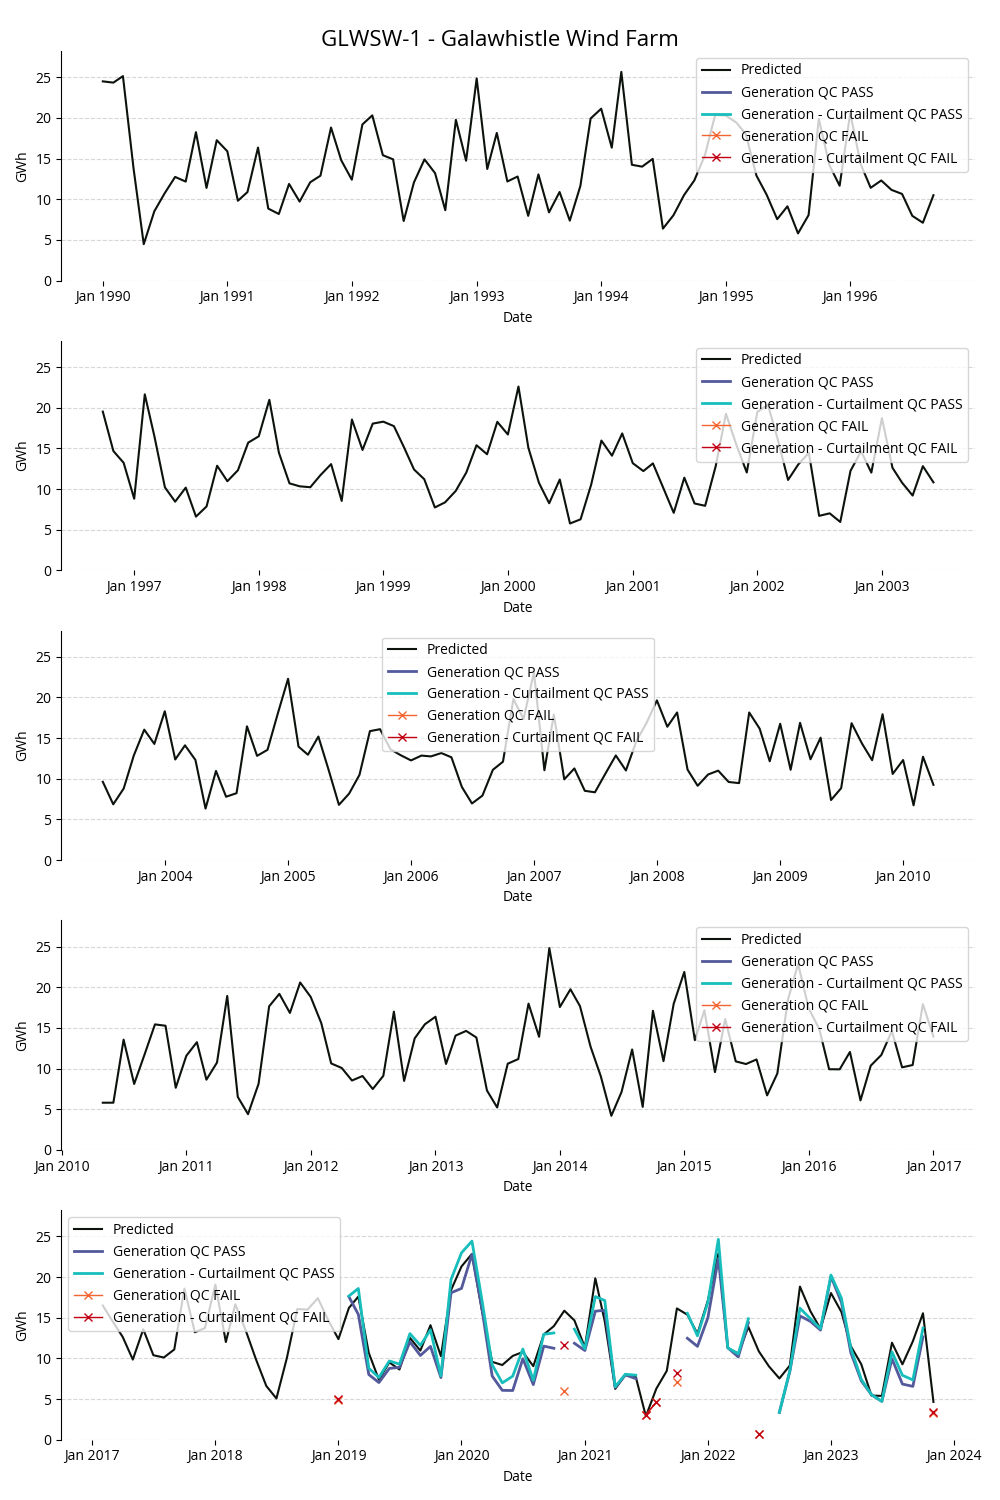 GLWSW-1 - Galawhistle Wind Farm
Predicted
Generation QC PASS
Generation - Curtailment QC PASS
Generation QC FAIL
Generation - Curtailment QC FAIL
GWh
25
20
15
10
5
0
Jan 1990 Jan 1991 Jan 1992 Jan 1993 Jan 1994 Jan 1995 Jan 1996
Date
Predicted
Generation QC PASS
Generation - Curtailment QC PASS
Generation QC FAIL
Generation - Curtailment QC FAIL
GWh
25
20
15
10
5
0
Jan 1997 Jan 1998 Jan 1999 Jan 2000 Jan 2001 Jan 2002 Jan 2003
Date
Predicted
Generation QC PASS
Generation - Curtailment QC PASS
Generation QC FAIL
Generation - Curtailment QC FAIL
GWh
25
20
15
10
5
0
Jan 2004 Jan 2005 Jan 2006 Jan 2007 Jan 2008 Jan 2009 Jan 2010
Date
Predicted
Generation QC PASS
Generation - Curtailment QC PASS
Generation QC FAIL
Generation - Curtailment QC FAIL
GWh
25
20
15
10
5
0
Jan 2010 Jan 2011 Jan 2012 Jan 2013 Jan 2014 Jan 2015 Jan 2016 Jan 2017
Date
Predicted
Generation QC PASS
Generation - Curtailment QC PASS
Generation QC FAIL
Generation - Curtailment QC FAIL
GWh
25
20
15
10
5
0
Jan 2017 Jan 2018 Jan 2019 Jan 2020 Jan 2021 Jan 2022 Jan 2023 Jan 2024
Date